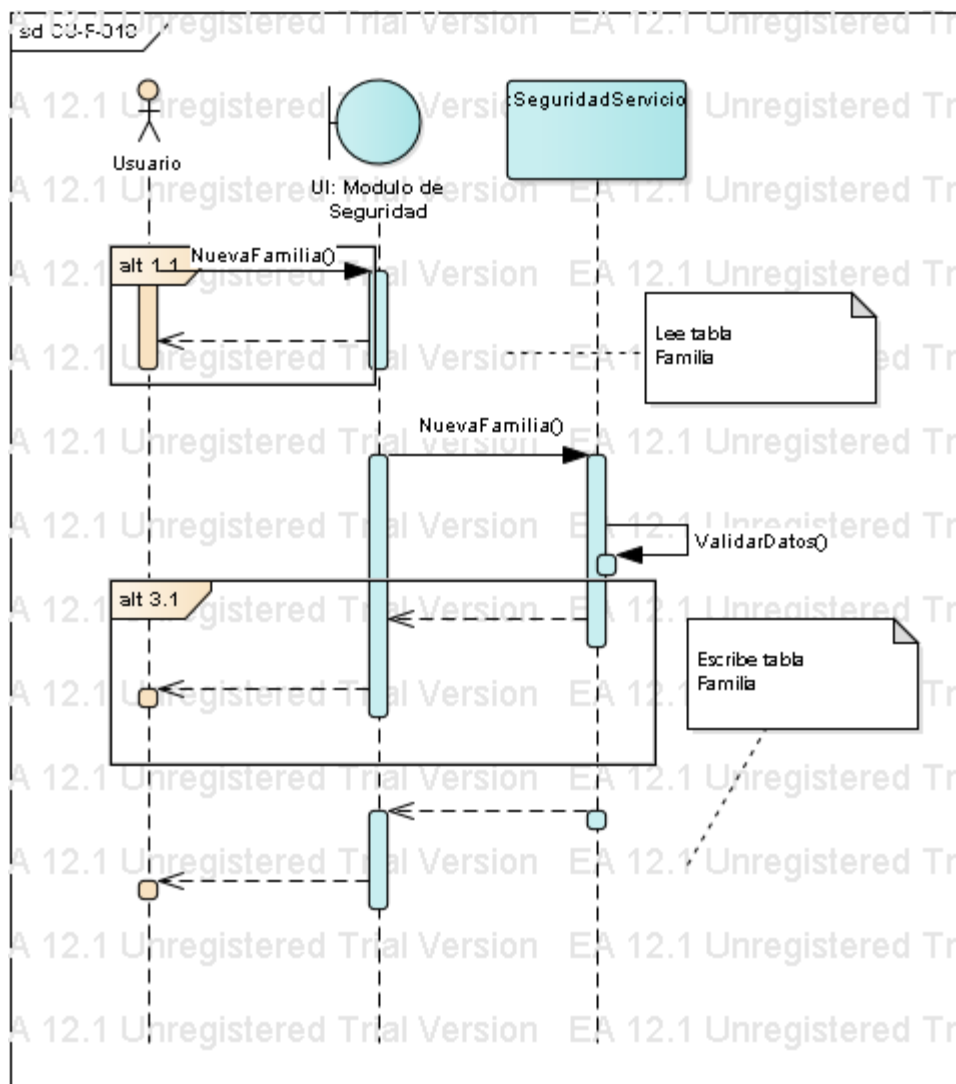 sd CU-F-018
Usuario
UI: Modulo de
Seguridad
:SeguridadServicio
alt 1.1
NuevaFamilia()
Lee tabla
Familia
NuevaFamilia()
ValidarDatos()
alt 3.1
Escribe tabla
Familia
EA 12.1 Unregistered Trial Version